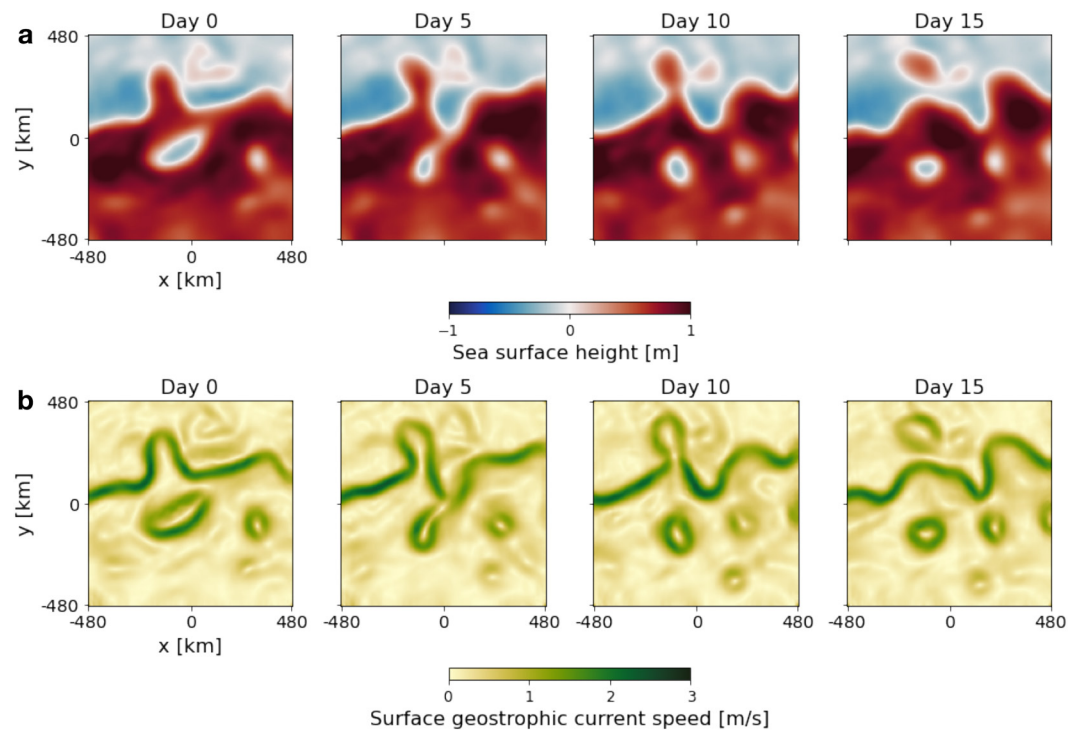 a
Day 0 Day 5 Day 10 Day 15
480
0
-480
y [km]
-480 0 480
x [km]
−1 0 1
Sea surface height [m]
b
Day 0 Day 5 Day 10 Day 15
480
0
-480
y [km]
-480 0 480 -480 0 480 -480 0 480 -480 0 480
x [km]
0 1 2 3
Surface geostrophic current speed [m/s]